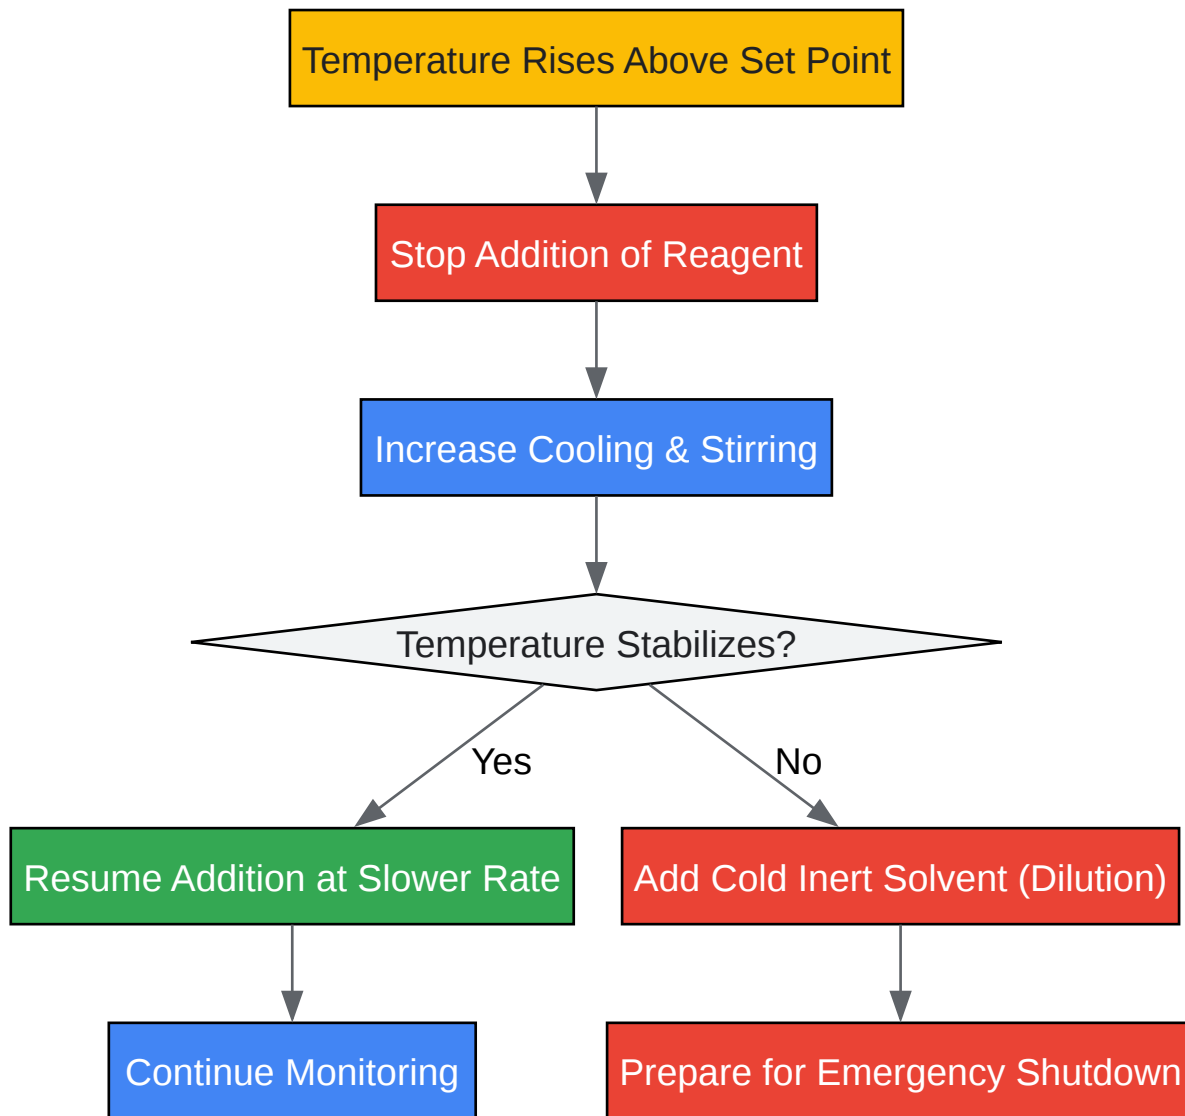 Temperature Rises Above Set Point
Stop Addition of Reagent
Increase Cooling & Stirring
Temperature Stabilizes?
Yes
No
Resume Addition at Slower Rate
Add Cold Inert Solvent (Dilution)
Continue Monitoring
Prepare for Emergency Shutdown